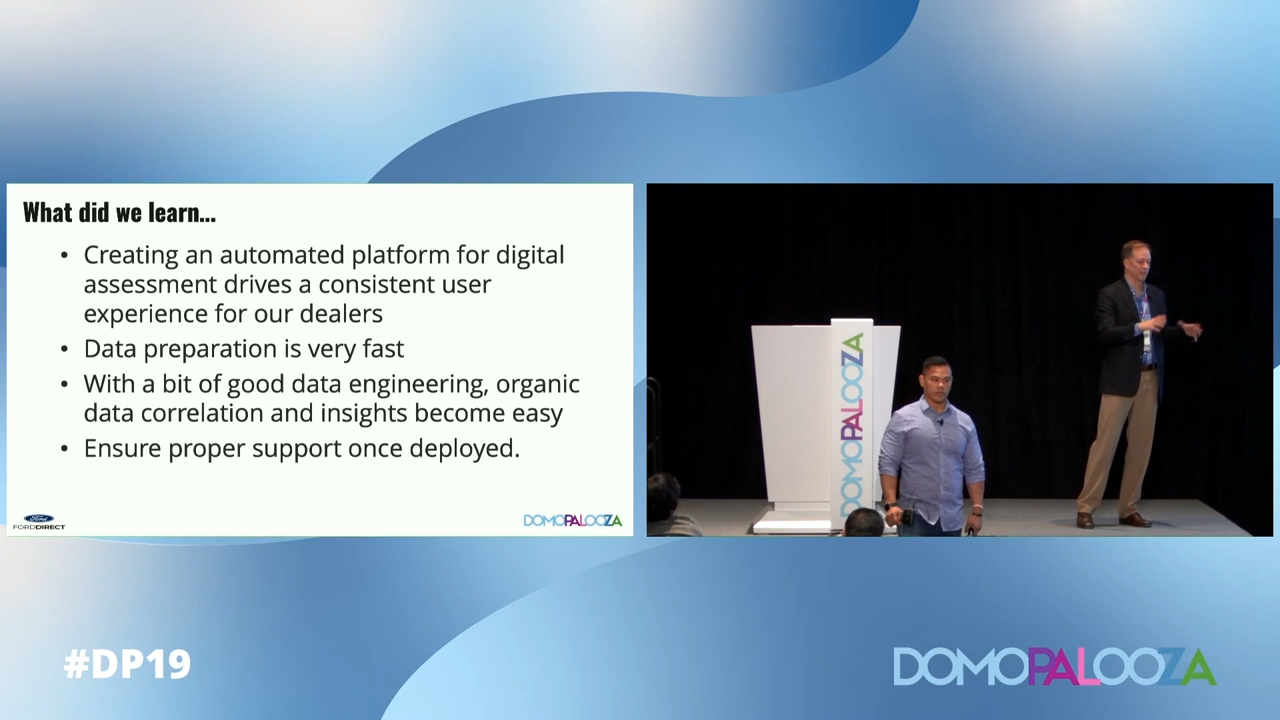 What did we learn...
• Creating an automated platform for digital
assessment drives a consistent user
experience for our dealers
• Data preparation is very fast
• With a bit of good data engineering, organic
data correlation and insights become easy
• Ensure proper support once deployed.
Ford
FORDDIRECT
DOMOPALOOZA
DOMOPALOOZA
#DP19
DOMOPALOOZA